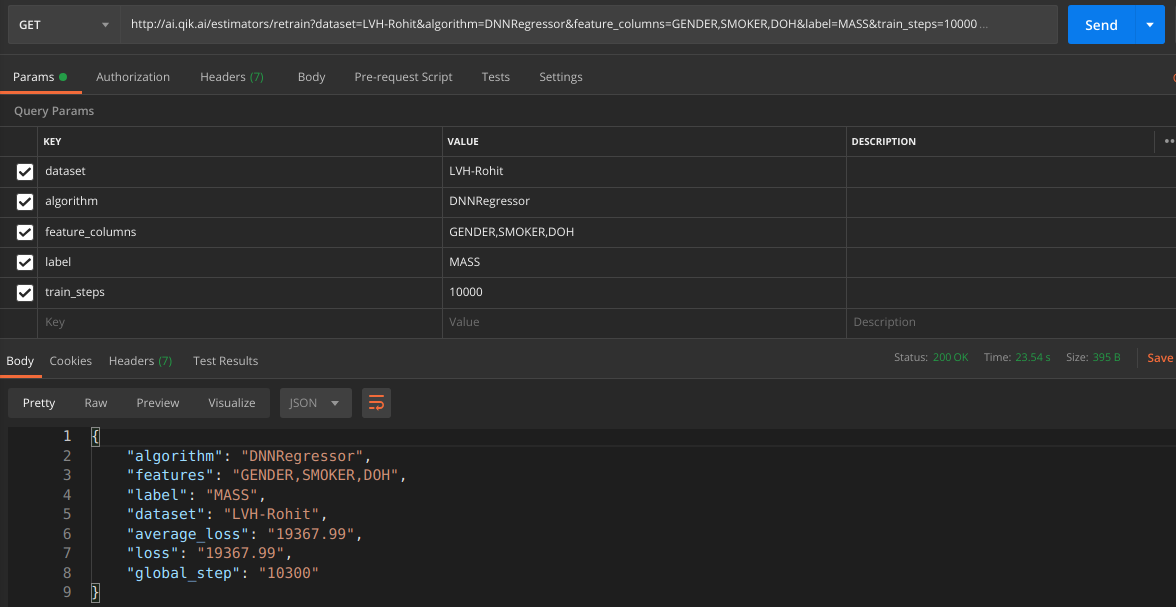 GET http://ai.qik.ai/estimators/retrain?dataset=LVH-Rohit&algorithm=DNNRegressor&feature_columns=GENDER,SMOKER,DOH&label=MASS&train_steps=10000 ... Send
Params Authorization Headers (7) Body Pre-request Script Tests Settings
Query Params
KEY VALUE DESCRIPTION
dataset LVH-Rohit
algorithm DNNRegressor
feature_columns GENDER,SMOKER,DOH
label MASS
train_steps 10000
Key Value Description
Body Cookies Headers (7) Test Results Status: 200 OK Time: 23.54 s Size: 395 B Save
Pretty Raw Preview Visualize JSON
1 {
2 "algorithm": "DNNRegressor",
3 "features": "GENDER,SMOKER,DOH",
4 "label": "MASS",
5 "dataset": "LVH-Rohit",
6 "average_loss": "19367.99",
7 "loss": "19367.99",
8 "global_step": "10300"
9 }